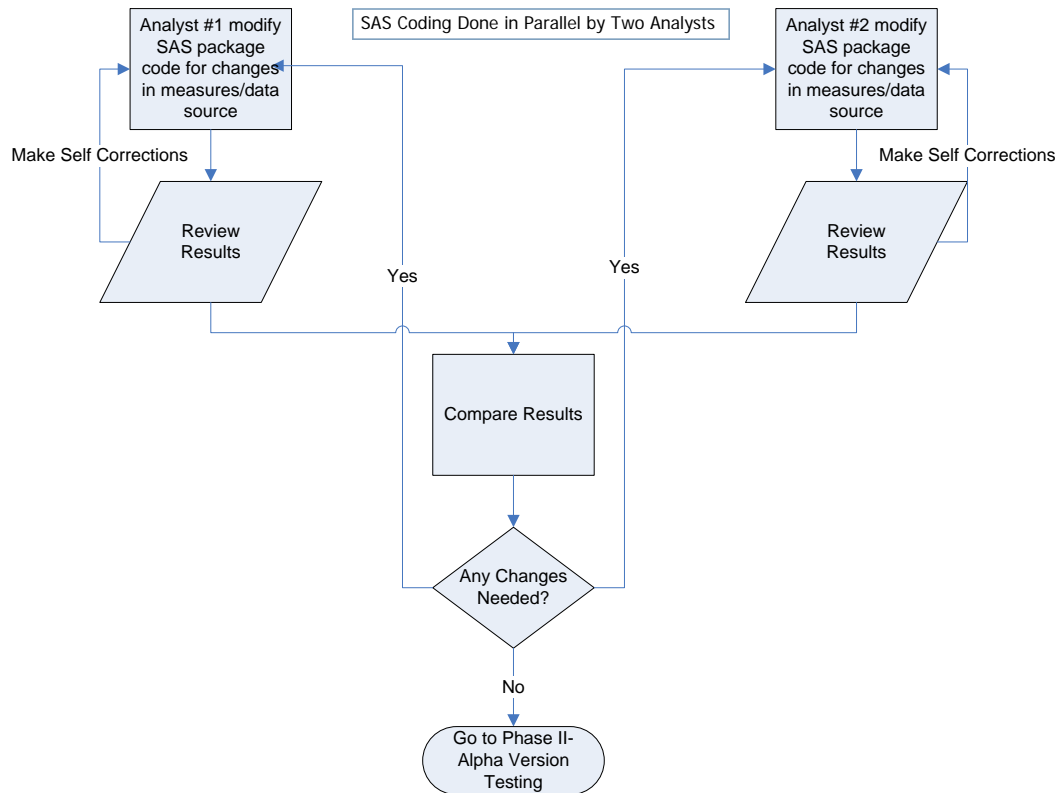 SAS Coding Done in Parallel by Two Analysts
Analyst #1 modify
SAS package
code for changes
in measures/data
source
Analyst #2 modify
SAS package
code for changes
in measures/data
source
Make Self Corrections
Make Self Corrections
Review
Results
Review
Results
Yes
Yes
Compare Results
Any Changes
Needed?
No
Go to Phase II-
Alpha Version
Testing